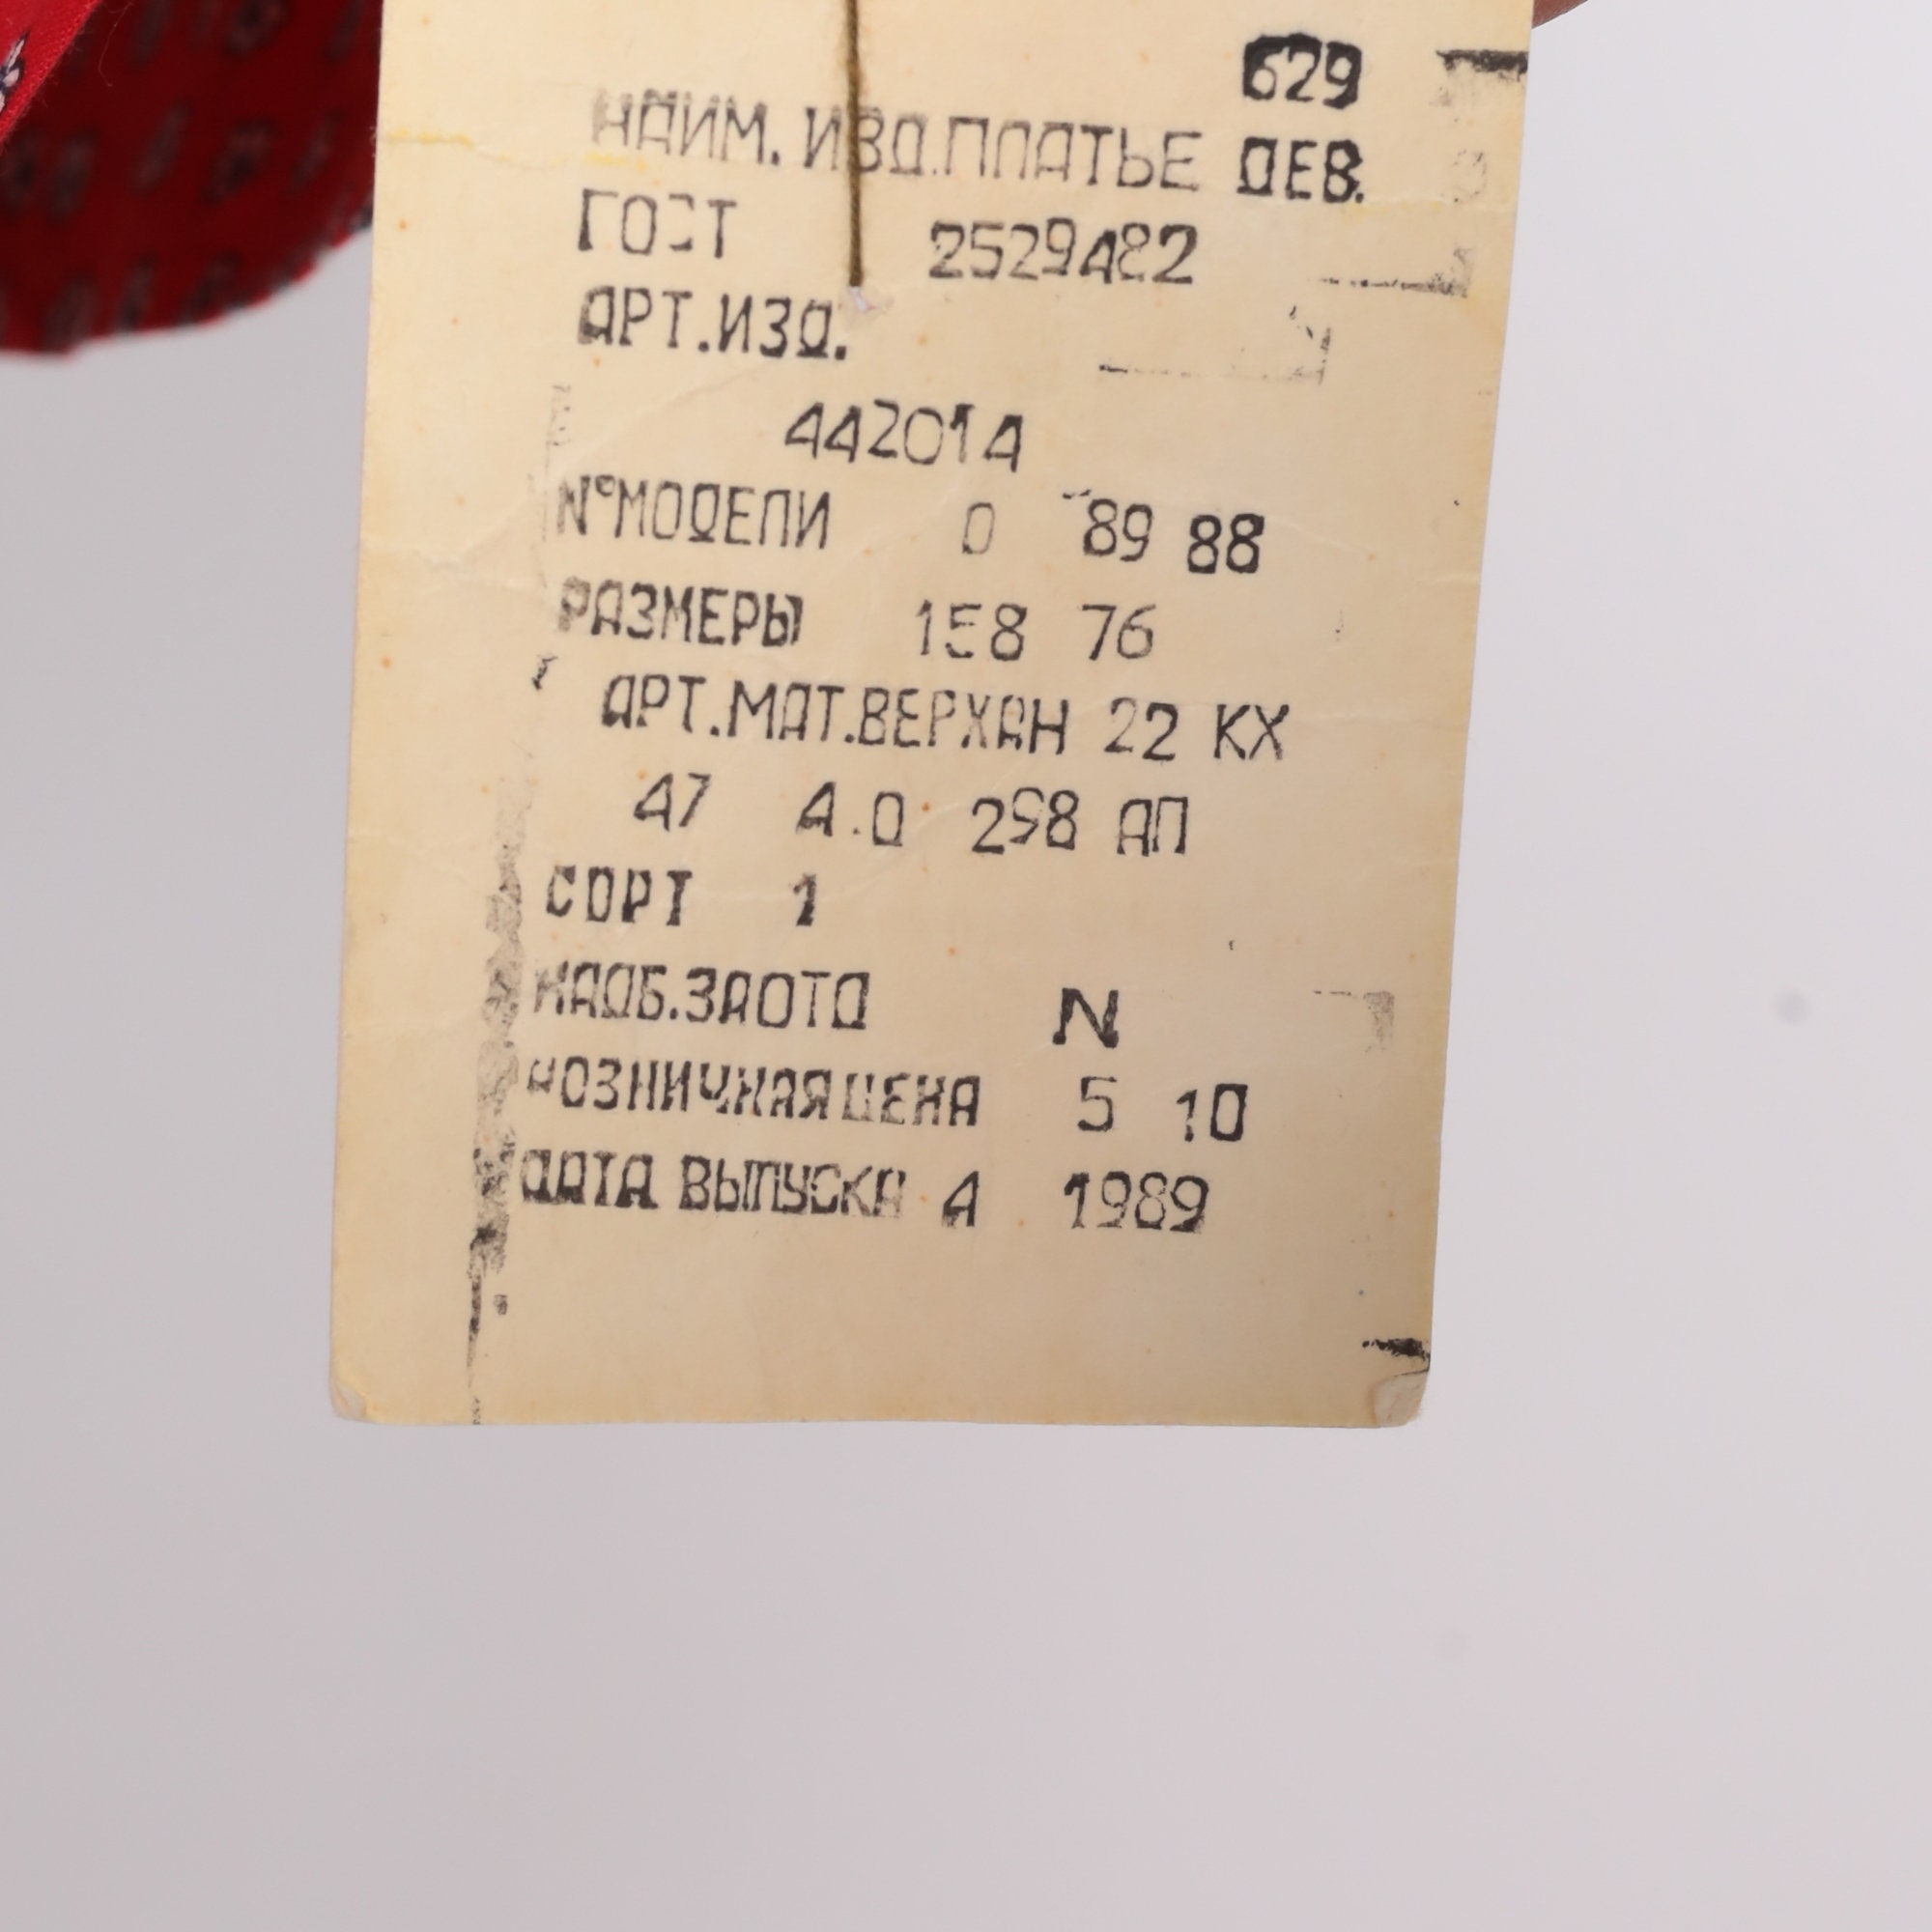 629
НАИМ. ИЗД.ПЛАТЬЕ ДЕВ.
ГОСТ 2529482
АРТ.ИЗД.
442014
N°МОДЕЛИ 0 89 88
РАЗМЕРЫ 158 76
АРТ.МАТ.ВЕРХАН 22 КХ
47 4.0 298 АП
СОРТ 1
НАДБ.ЗАОТД N
РОЗНИЧНАЯ ЦЕНА 5 10
ДАТА ВЫПУСКА 4 1989